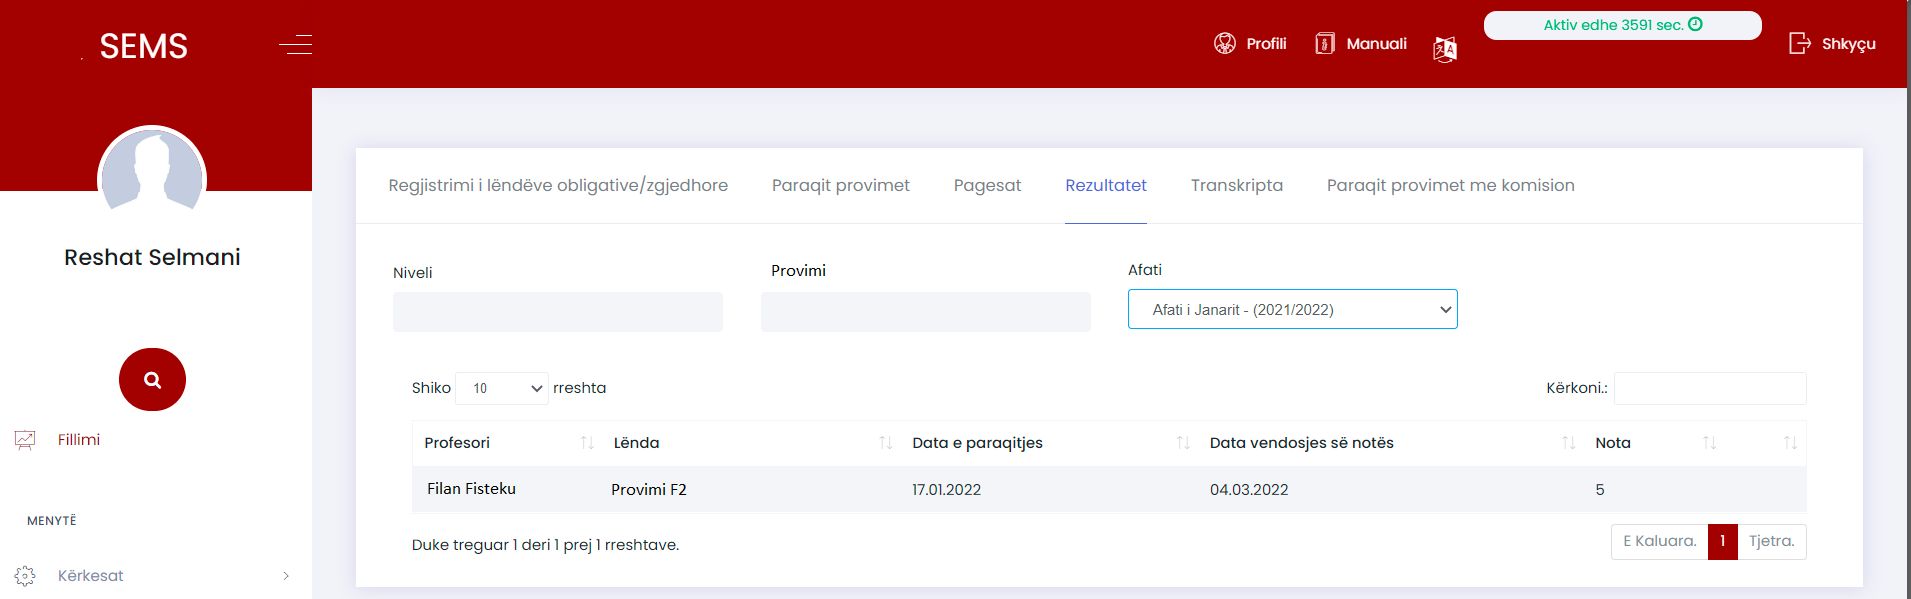 SEMS
Profili
Manuali
Aktiv edhe 3591 sec.
Shkyçu
Reshat Selmani
Fillimi
MENYTË
Kërkesat
Regjistrimi i lëndëve obligative/zgjedhore Paraqit provimet Pagesat Rezultatet Transkripta Paraqit provimet me komision
Niveli Provimi Afati
Afati i Janarit - (2021/2022)
Shiko 10 rreshta Kërkoni.:
Profesori Lënda Data e paraqitjes Data vendosjes së notës Nota
Filan Fisteku Provimi F2 17.01.2022 04.03.2022 5
Duke treguar 1 deri 1 prej 1 rreshtave.
E Kaluara. 1 Tjetra.